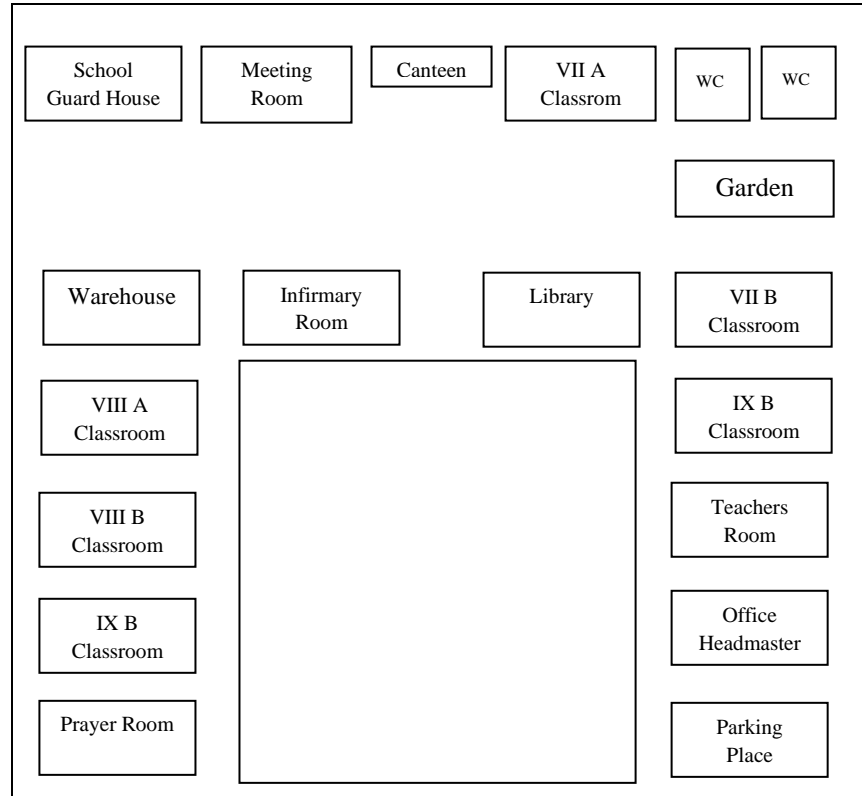 School
Guard House
Meeting
Room
Canteen
VII A
Classrom
WC
WC
Garden
Warehouse
Infirmary
Room
Library
VII B
Classroom
VIII A
Classroom
IX B
Classroom
VIII B
Classroom
Teachers
Room
IX B
Classroom
Office
Headmaster
Prayer Room
Parking
Place